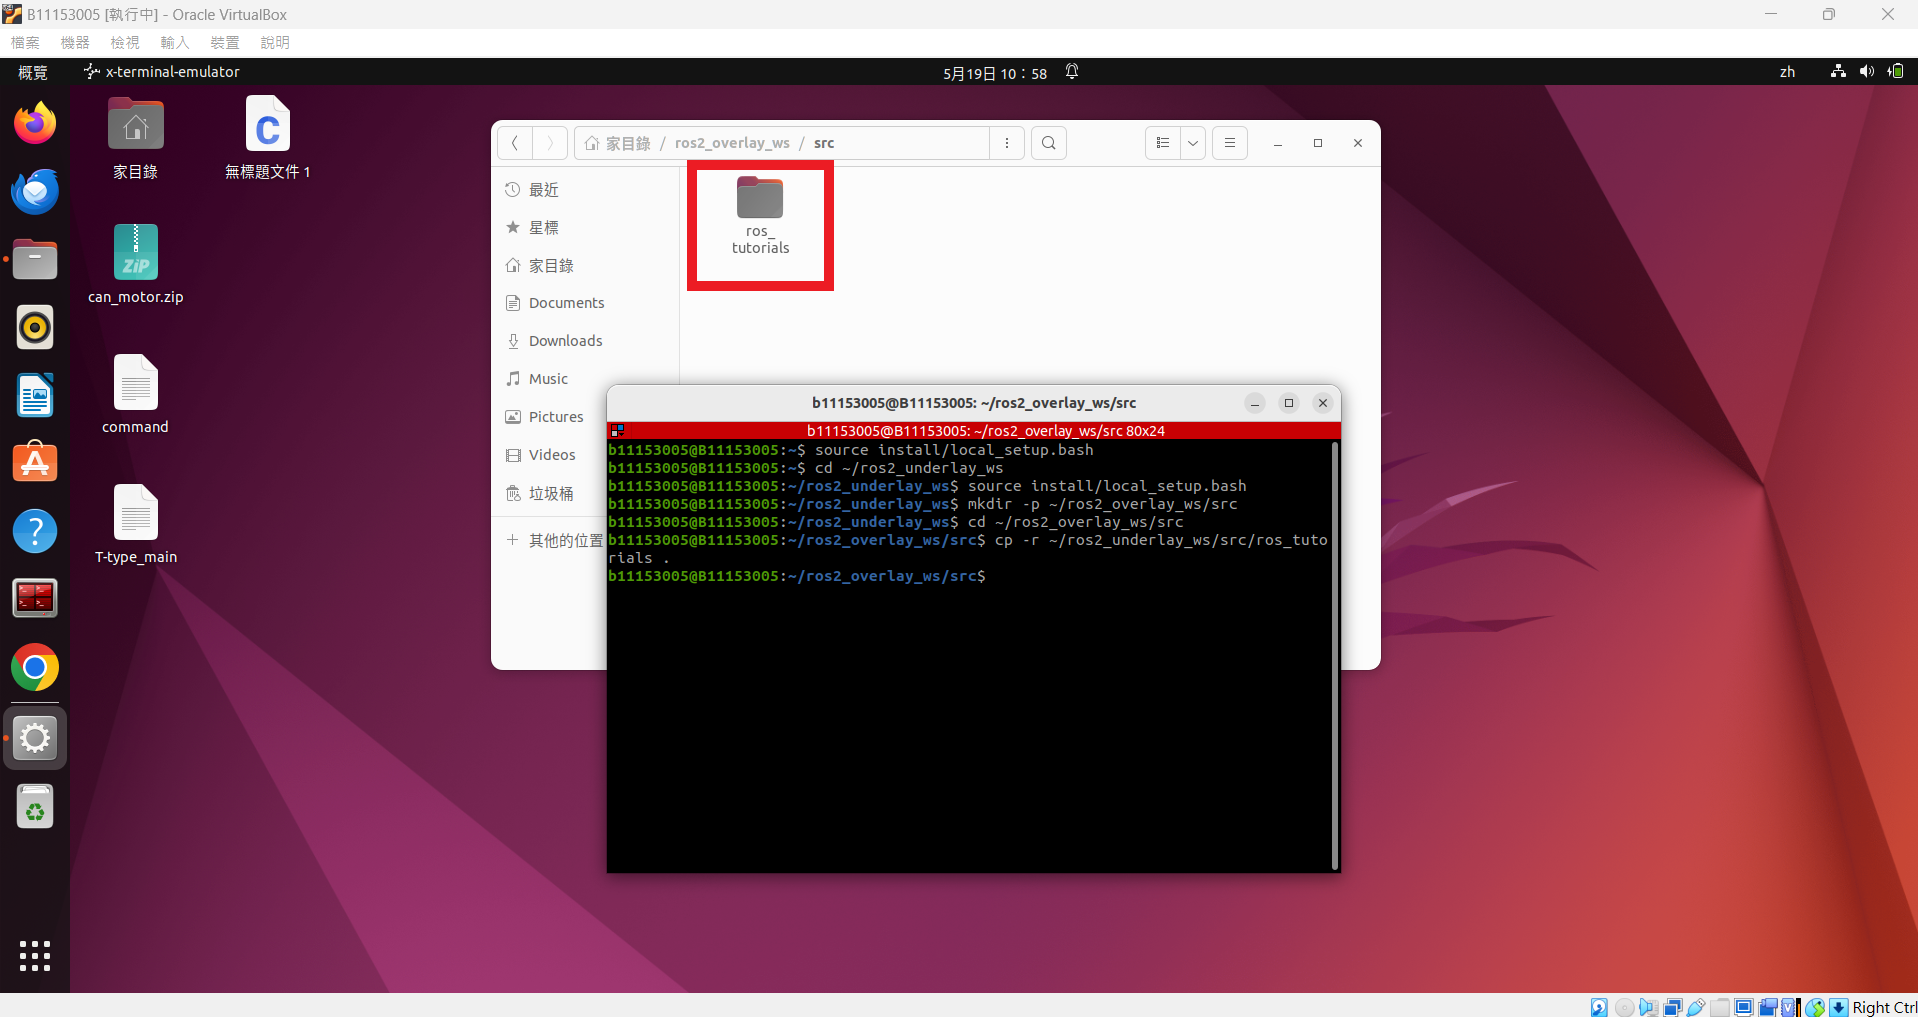 B11153005 [執行中] - Oracle VirtualBox
檔案 機器 檢視 輸入 裝置 說明
概覽 x-terminal-emulator 5月19日 10：58 zh
家目錄
無標題文件 1
ZiP
can_motor.zip
command
T-type_main
家目錄 / ros2_overlay_ws / src
最近
星標
家目錄
Documents
Downloads
Music
Pictures
Videos
垃圾桶
其他的位置
ros_
tutorials
b11153005@B11153005: ~/ros2_overlay_ws/src
b11153005@B11153005: ~/ros2_overlay_ws/src 80x24
b11153005@B11153005:~$ source install/local_setup.bash
b11153005@B11153005:~$ cd ~/ros2_underlay_ws
b11153005@B11153005:~/ros2_underlay_ws$ source install/local_setup.bash
b11153005@B11153005:~/ros2_underlay_ws$ mkdir -p ~/ros2_overlay_ws/src
b11153005@B11153005:~/ros2_underlay_ws$ cd ~/ros2_overlay_ws/src
b11153005@B11153005:~/ros2_overlay_ws/src$ cp -r ~/ros2_underlay_ws/src/ros_tuto
rials .
b11153005@B11153005:~/ros2_overlay_ws/src$
Right Ctrl